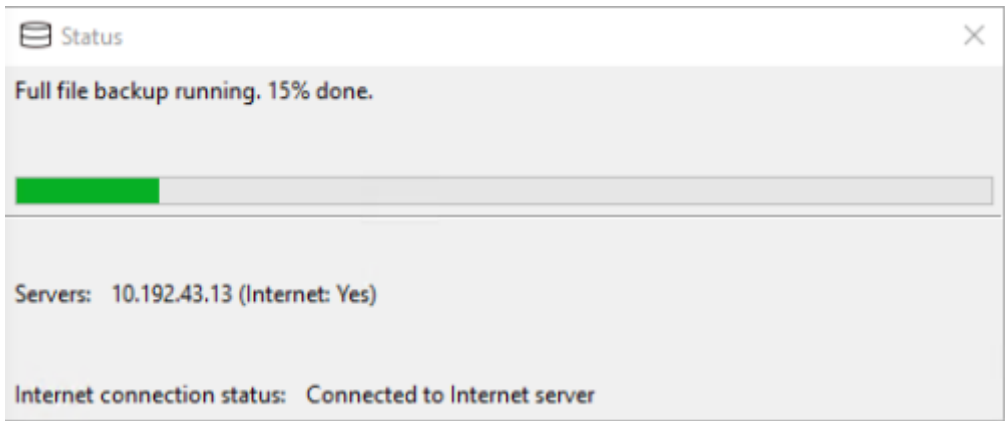 Status
Full file backup running. 15% done.
Servers: 10.192.43.13 (Internet: Yes)
Internet connection status: Connected to Internet server